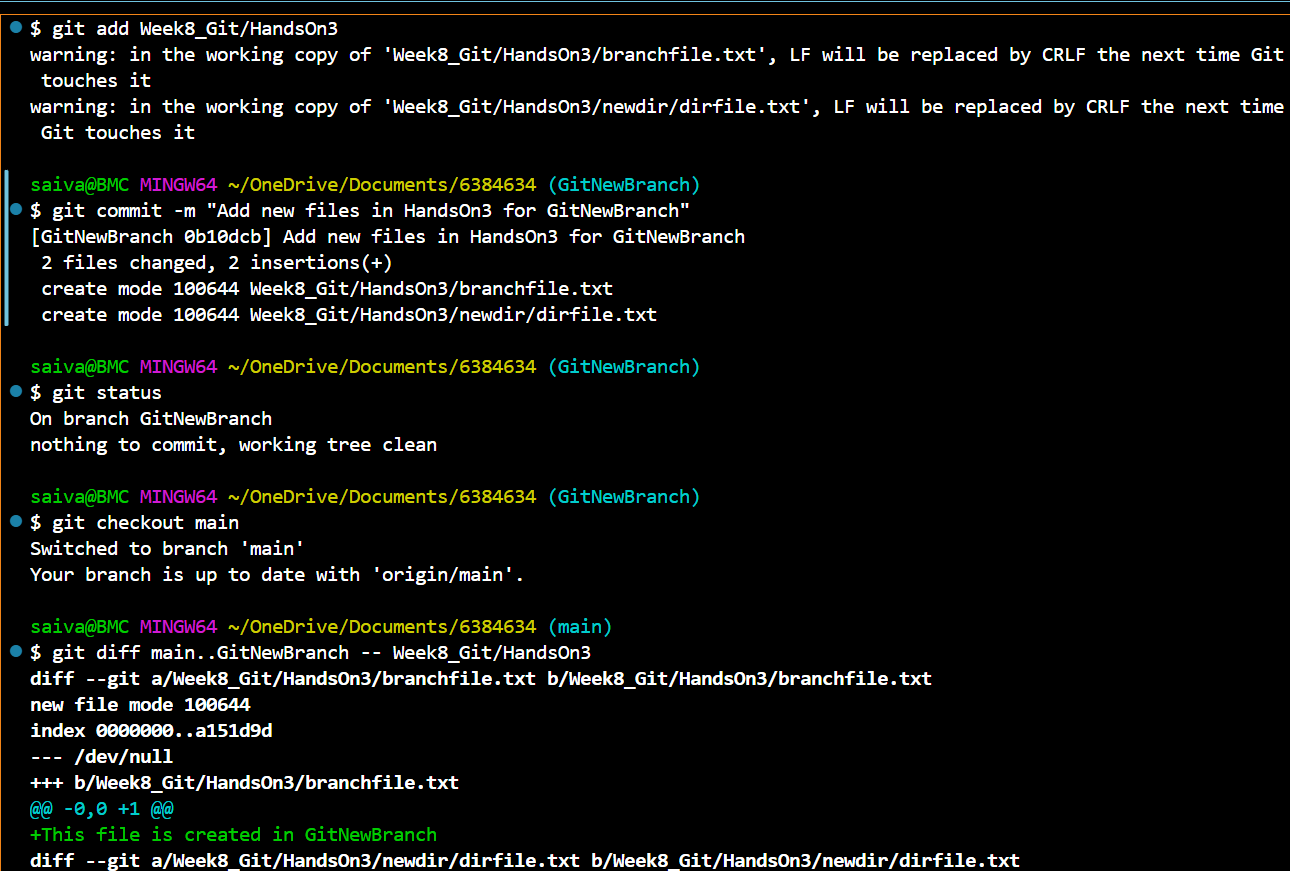 $ git add Week8_Git/HandsOn3
warning: in the working copy of 'Week8_Git/HandsOn3/branchfile.txt', LF will be replaced by CRLF the next time Git
 touches it
warning: in the working copy of 'Week8_Git/HandsOn3/newdir/dirfile.txt', LF will be replaced by CRLF the next time
 Git touches it
saiva@BMC MINGW64 ~/OneDrive/Documents/6384634 (GitNewBranch)
$ git commit -m "Add new files in HandsOn3 for GitNewBranch"
[GitNewBranch 0b10dcb] Add new files in HandsOn3 for GitNewBranch
 2 files changed, 2 insertions(+)
 create mode 100644 Week8_Git/HandsOn3/branchfile.txt
 create mode 100644 Week8_Git/HandsOn3/newdir/dirfile.txt
saiva@BMC MINGW64 ~/OneDrive/Documents/6384634 (GitNewBranch)
$ git status
On branch GitNewBranch
nothing to commit, working tree clean
saiva@BMC MINGW64 ~/OneDrive/Documents/6384634 (GitNewBranch)
$ git checkout main
Switched to branch 'main'
Your branch is up to date with 'origin/main'.
saiva@BMC MINGW64 ~/OneDrive/Documents/6384634 (main)
$ git diff main..GitNewBranch -- Week8_Git/HandsOn3
diff --git a/Week8_Git/HandsOn3/branchfile.txt b/Week8_Git/HandsOn3/branchfile.txt
new file mode 100644
index 0000000..a151d9d
--- /dev/null
+++ b/Week8_Git/HandsOn3/branchfile.txt
@@ -0,0 +1 @@
+This file is created in GitNewBranch
diff --git a/Week8_Git/HandsOn3/newdir/dirfile.txt b/Week8_Git/HandsOn3/newdir/dirfile.txt